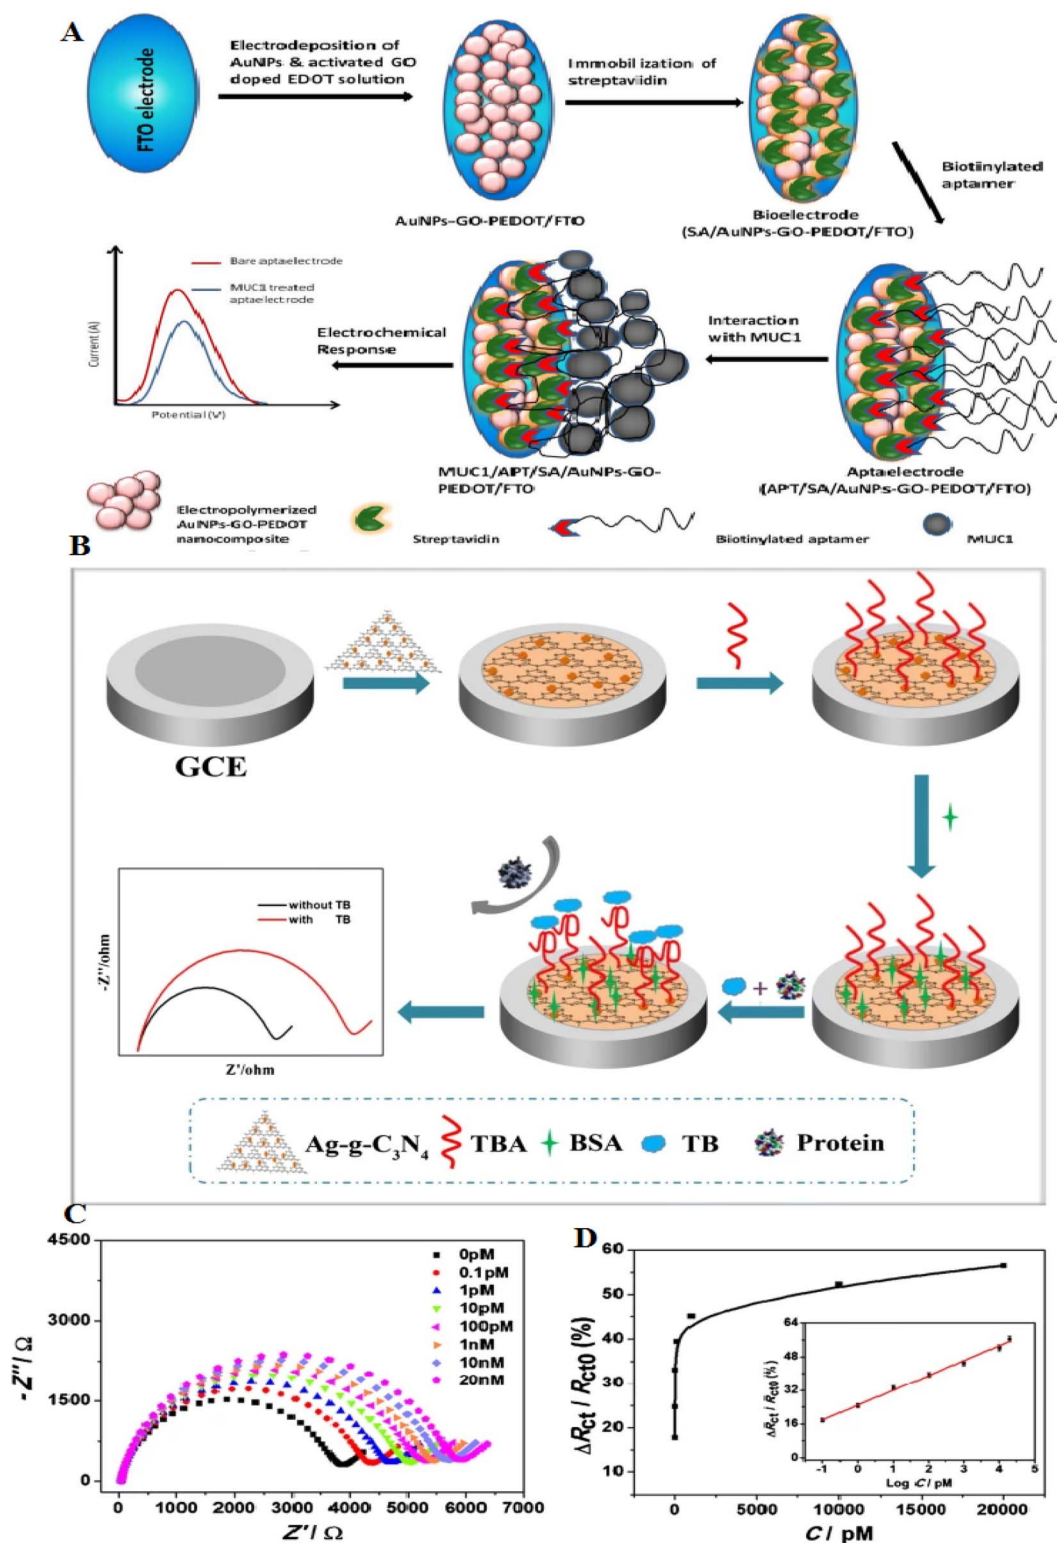 A
FTO electrode
Electrodeposition of
AuNPs & activated GO
doped EDOT solution
Immobilization of
streptavidin
Biotinylated
aptamer
AuNPs-GO-PEDOT/FTO
Bioelectrode
(SA/AuNPs-GO-PEDOT/FTO)
Bare aptaelectrode
MUC1 treated
aptaelectrode
Current (A)
Potential (V)
Electrochemical
Response
Interaction
with MUC1
MUC1/APT/SA/AuNPs-GO-
PEDOT/FTO
Aptaelectrode
(APT/SA/AuNPs-GO-PEDOT/FTO)
Electropolymerized
AuNPs-GO-PEDOT
nanocomposite
Streptavidin
Biotinylated aptamer
MUC1
B
GCE
without TB
with TB
-Z''/ohm
Z'/ohm
+
Ag-g-C₃N₄
TBA
BSA
TB
Protein
C
4500
3000
1500
0
-Z''/ Ω
0pM
0.1pM
1pM
10pM
100pM
1nM
10nM
20nM
0 1000 2000 3000 4000 5000 6000 7000
Z'/ Ω
D
60
50
40
30
20
10
ΔRct / Rct0 (%)
64
48
32
16
0
ΔRct / Rct0 (%)
-1 0 1 2 3 4 5
Log C / pM
0 5000 10000 15000 20000
C / pM